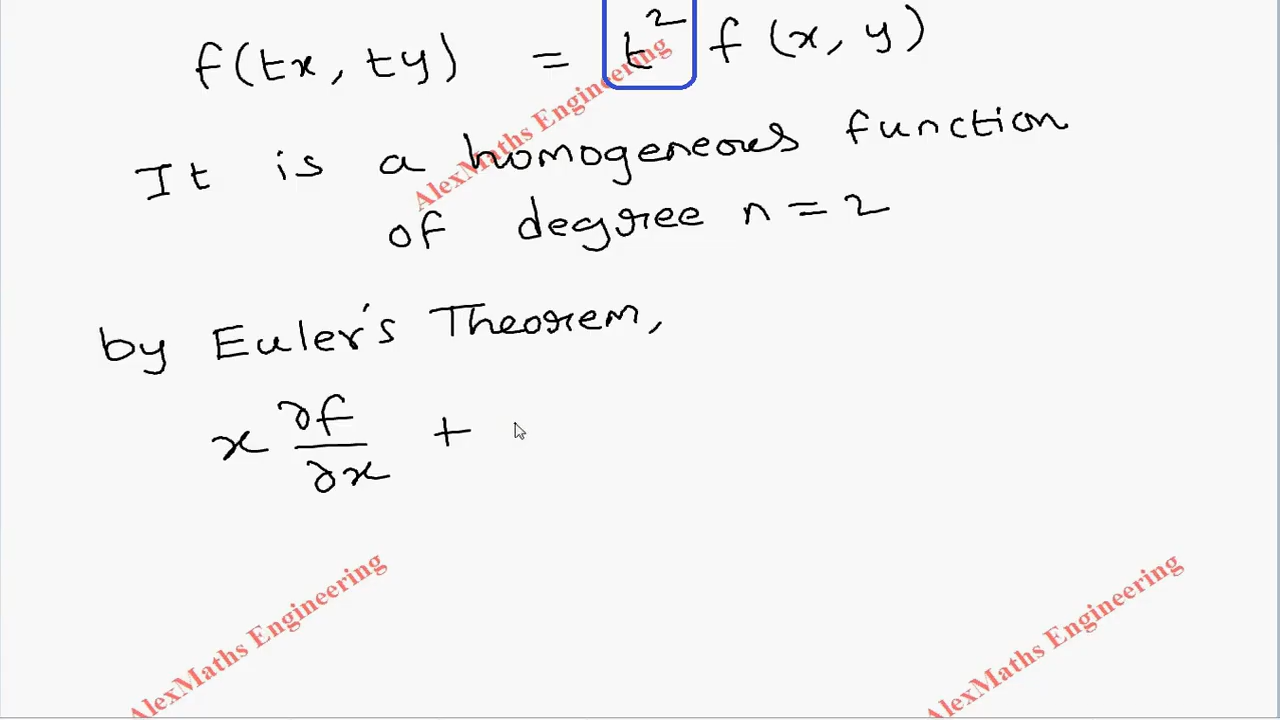 f(tx, ty) = t² f(x, y)
It is a homogeneous function
of degree n = 2
by Euler's Theorem,
x ∂f/∂x +
AlexMaths Engineering
AlexMaths Engineering
AlexMaths Engineering